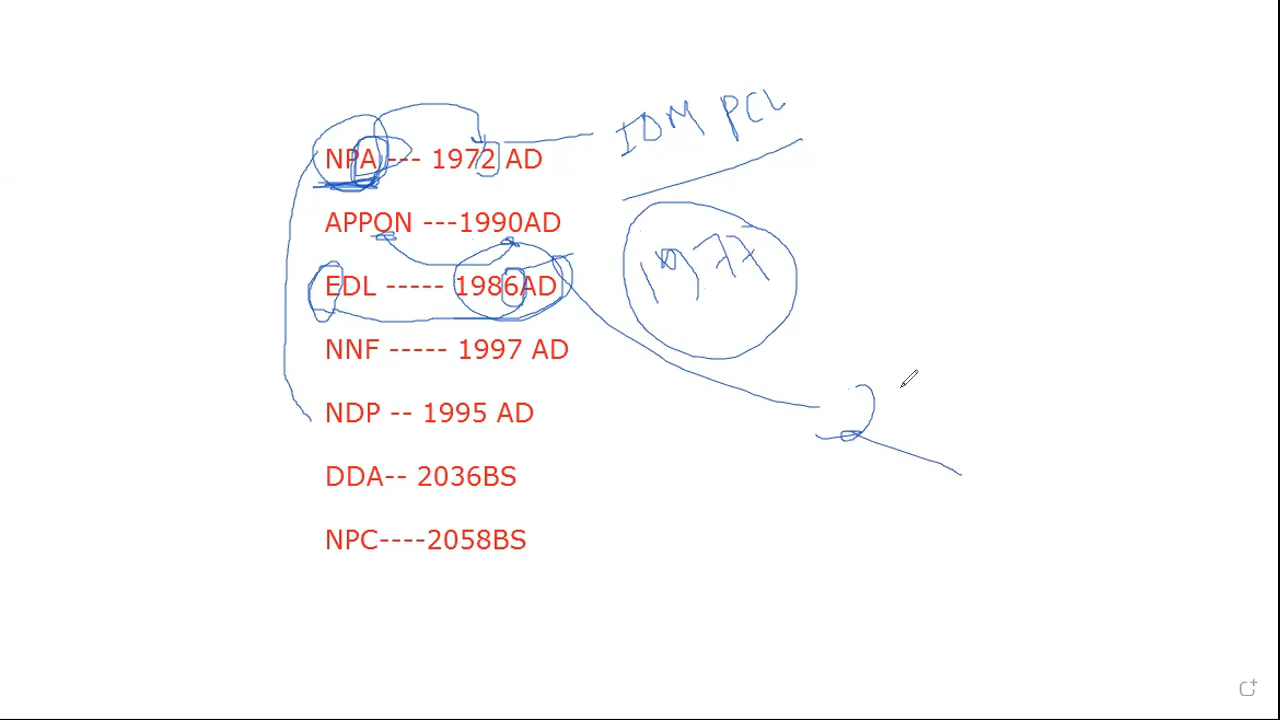 IOM PCL
NPA --- 1972 AD
APPON ---1990AD
1977
EDL ----- 1986AD
NNF ----- 1997 AD
NDP -- 1995 AD
DDA-- 2036BS
NPC----2058BS